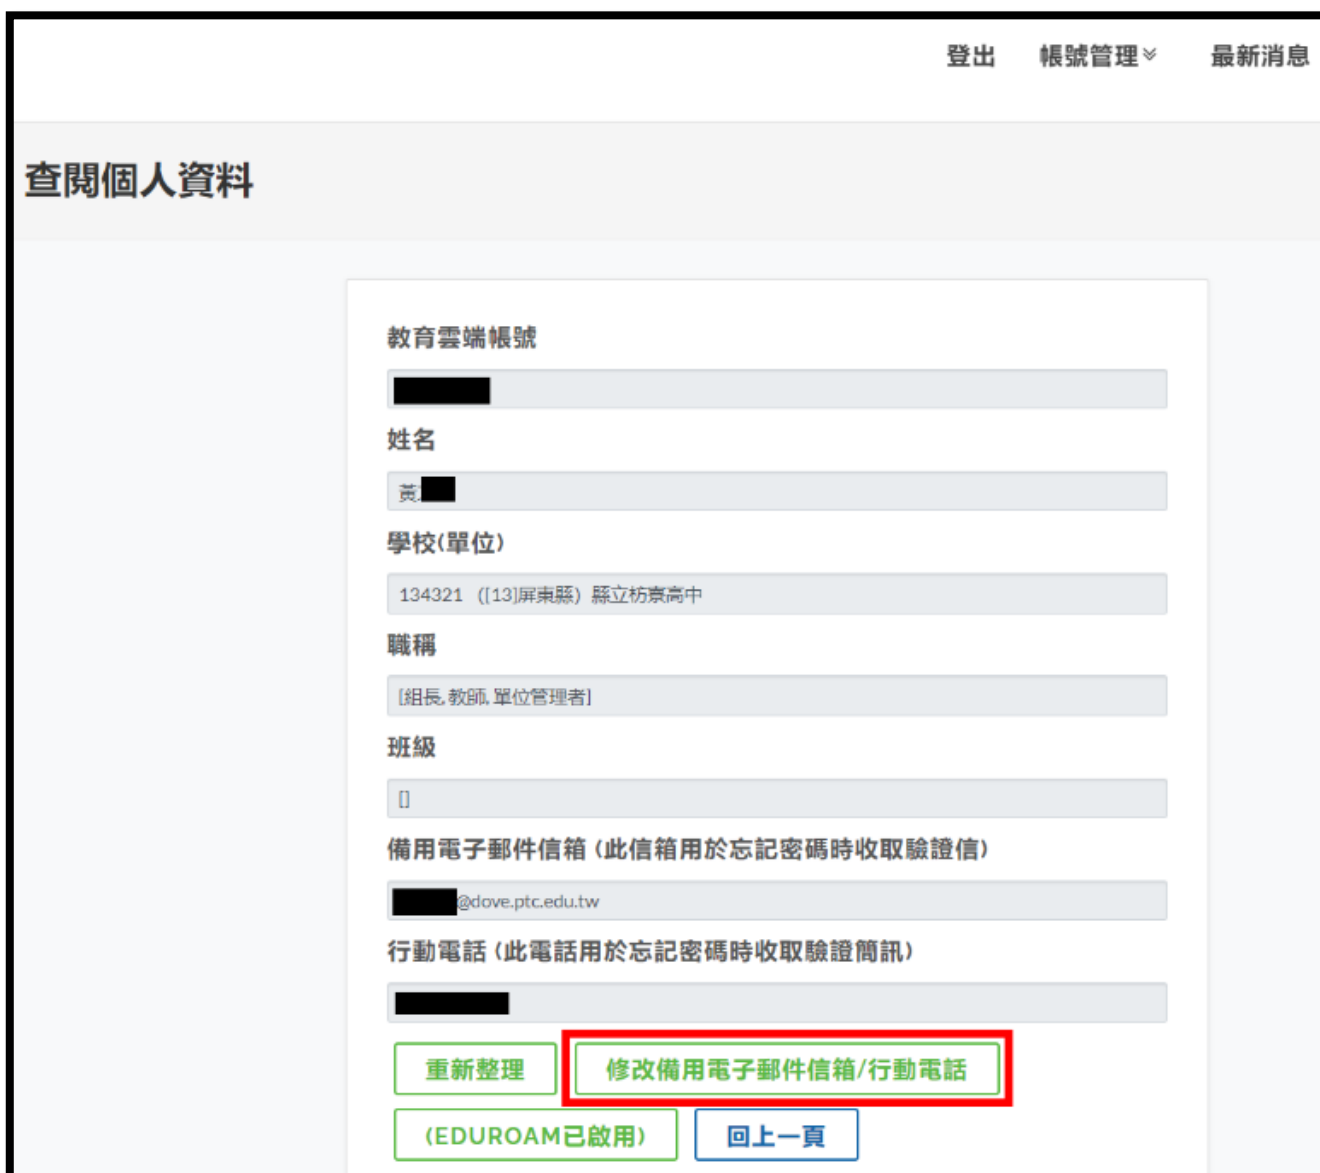 登出 帳號管理 最新消息
查閱個人資料
教育雲端帳號
姓名
黃
學校(單位)
134321 ([13]屏東縣) 縣立枋寮高中
職稱
[組長, 教師, 單位管理者]
班級
[]
備用電子郵件信箱 (此信箱用於忘記密碼時收取驗證信)
@dove.ptc.edu.tw
行動電話 (此電話用於忘記密碼時收取驗證簡訊)
重新整理 修改備用電子郵件信箱/行動電話
(EDUROAM已啟用) 回上一頁